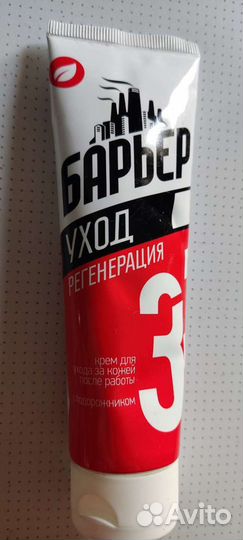 БАРЬЕР
УХОД
РЕГЕНЕРАЦИЯ
3
крем для
ухода за кожей
после работы
с подорожником
Avito